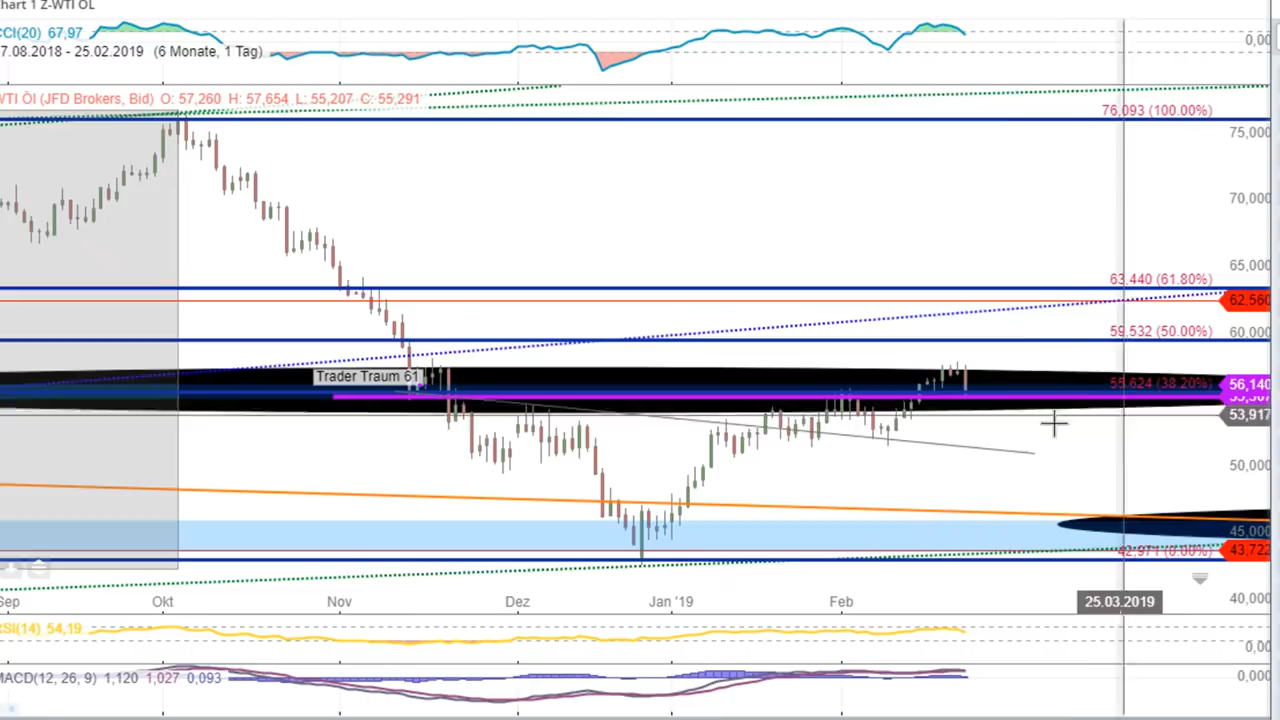 hart 1 Z-WTI ÖL
CCI(20) 67,97
7.08.2018 - 25.02.2019 (6 Monate, 1 Tag)
0,00
WTI Öl (JFD Brokers, Bid) O: 57,260 H: 57,654 L: 55,207 C: 55,291
76,093 (100.00%)
75,000
70,000
65,000
63,440 (61.80%)
62,560
59,532 (50.00%)
60,000
Trader Traum 61
55,624 (38.20%)
56,140
53,917
50,000
45,000
42,971 (0.00%)
43,722
Sep Okt Nov Dez Jan '19 Feb 25.03.2019
40,000
RSI(14) 54,19
0,00
MACD(12, 26, 9) 1,120 1,027 0,093
0,000